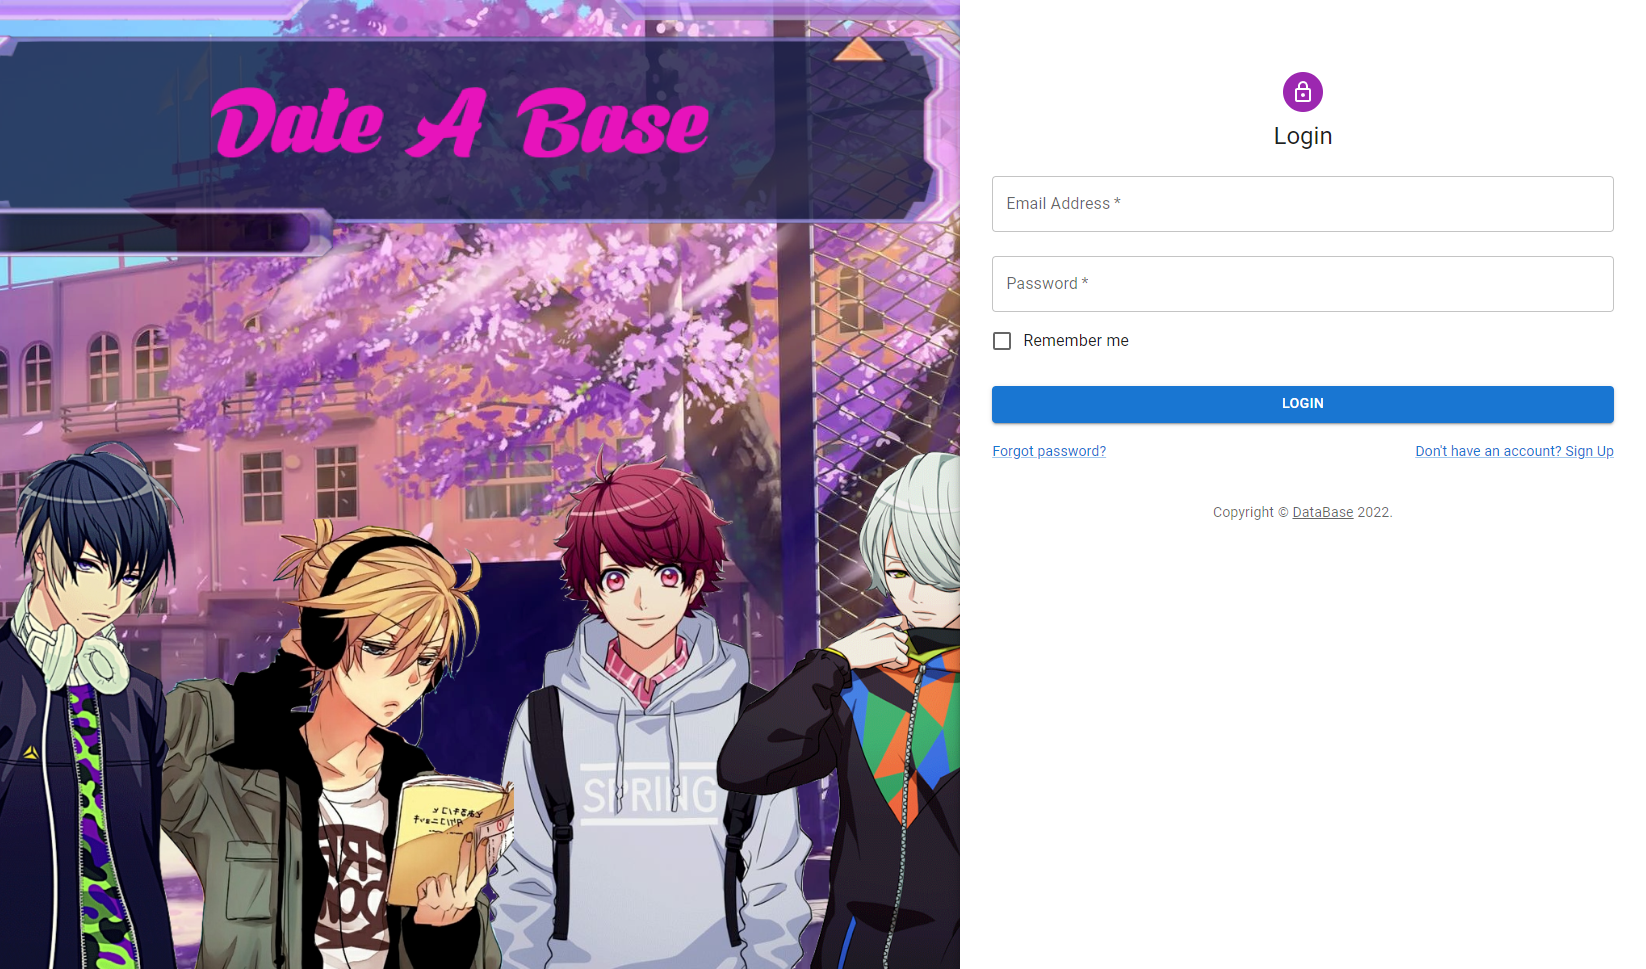 Date A Base
SPRING
Login
Email Address *
Password *
Remember me
LOGIN
Forgot password?
Don't have an account? Sign Up
Copyright © DataBase 2022.